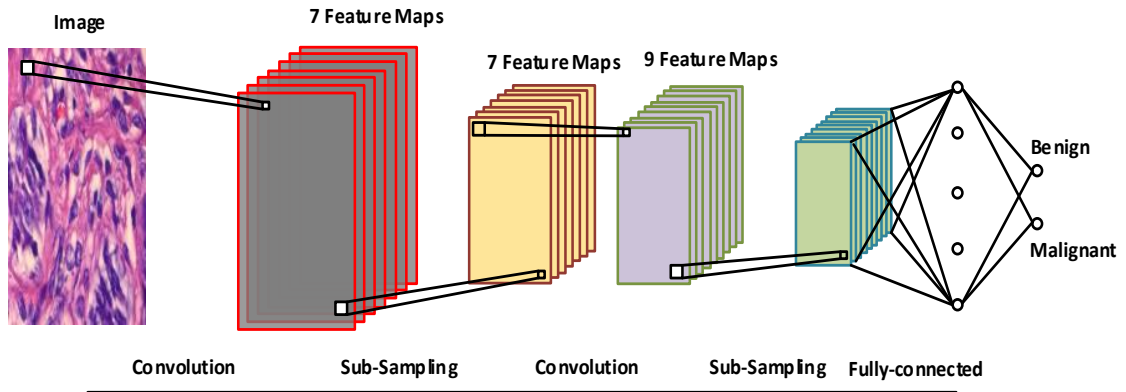 Image
7 Feature Maps
7 Feature Maps
9 Feature Maps
Benign
Malignant
Convolution
Sub-Sampling
Convolution
Sub-Sampling
Fully-connected